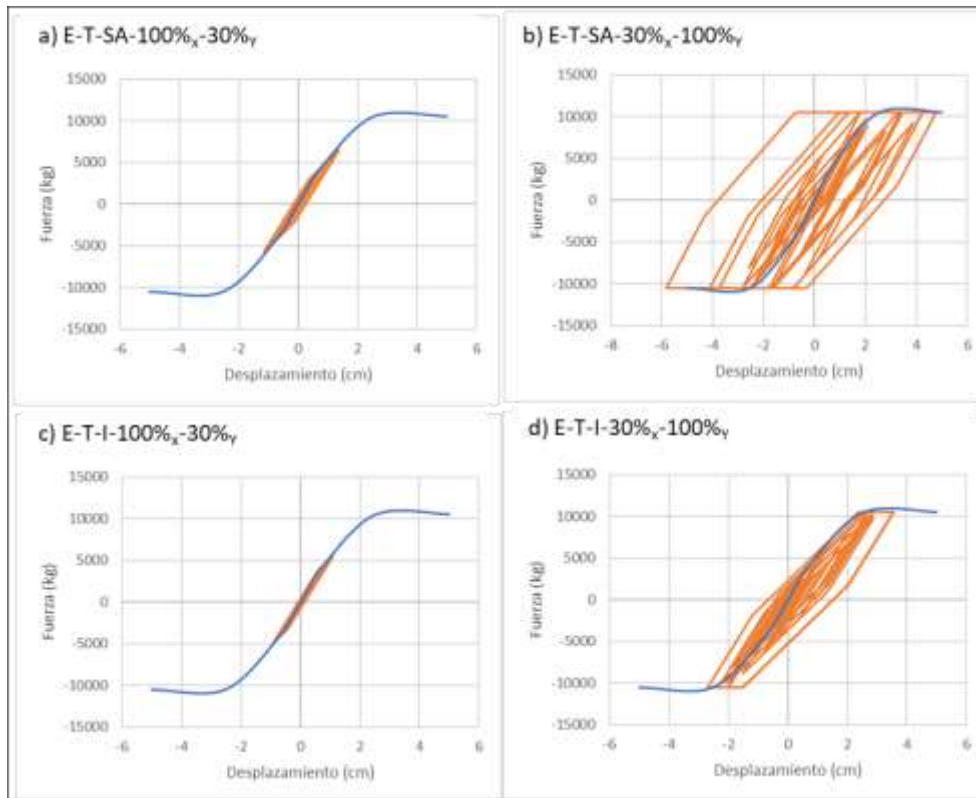 a) E-T-SA-100%x-30%Y
15000
10000
5000
0
-5000
-10000
-15000
Fuerza (kg)
-6 -4 -2 0 2 4 6
Desplazamiento (cm)
b) E-T-SA-30%x-100%Y
15000
10000
5000
0
-5000
-10000
-15000
Fuerza (kg)
-8 -6 -4 -2 0 2 4 6
Desplazamiento (cm)
c) E-T-I-100%x-30%Y
15000
10000
5000
0
-5000
-10000
-15000
Fuerza (kg)
-6 -4 -2 0 2 4 6
Desplazamiento (cm)
d) E-T-I-30%x-100%Y
15000
10000
5000
0
-5000
-10000
-15000
Fuerza (kg)
-6 -4 -2 0 2 4 6
Desplazamiento (cm)